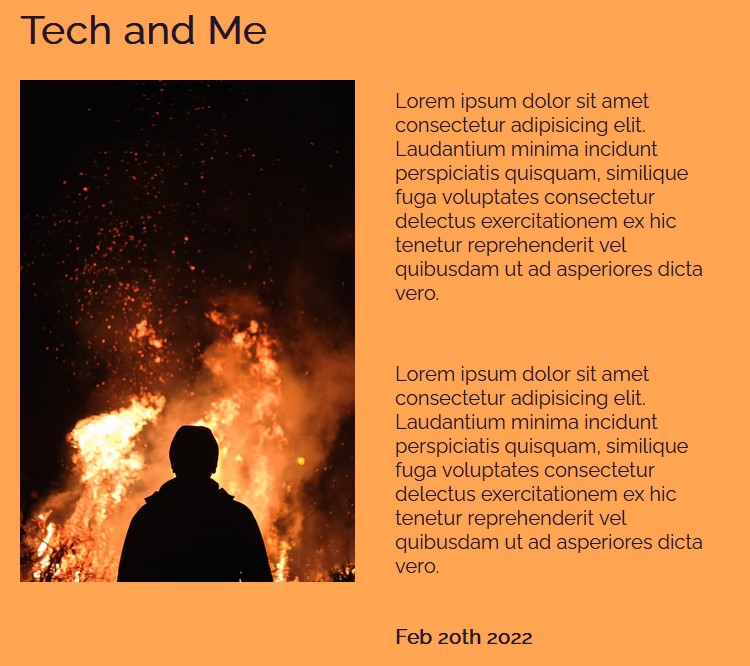 Tech and Me
Lorem ipsum dolor sit amet
consectetur adipisicing elit.
Laudantium minima incidunt
perspiciatis quisquam, similique
fuga voluptates consectetur
delectus exercitationem ex hic
tenetur reprehenderit vel
quibusdam ut ad asperiores dicta
vero.
Lorem ipsum dolor sit amet
consectetur adipisicing elit.
Laudantium minima incidunt
perspiciatis quisquam, similique
fuga voluptates consectetur
delectus exercitationem ex hic
tenetur reprehenderit vel
quibusdam ut ad asperiores dicta
vero.
Feb 20th 2022